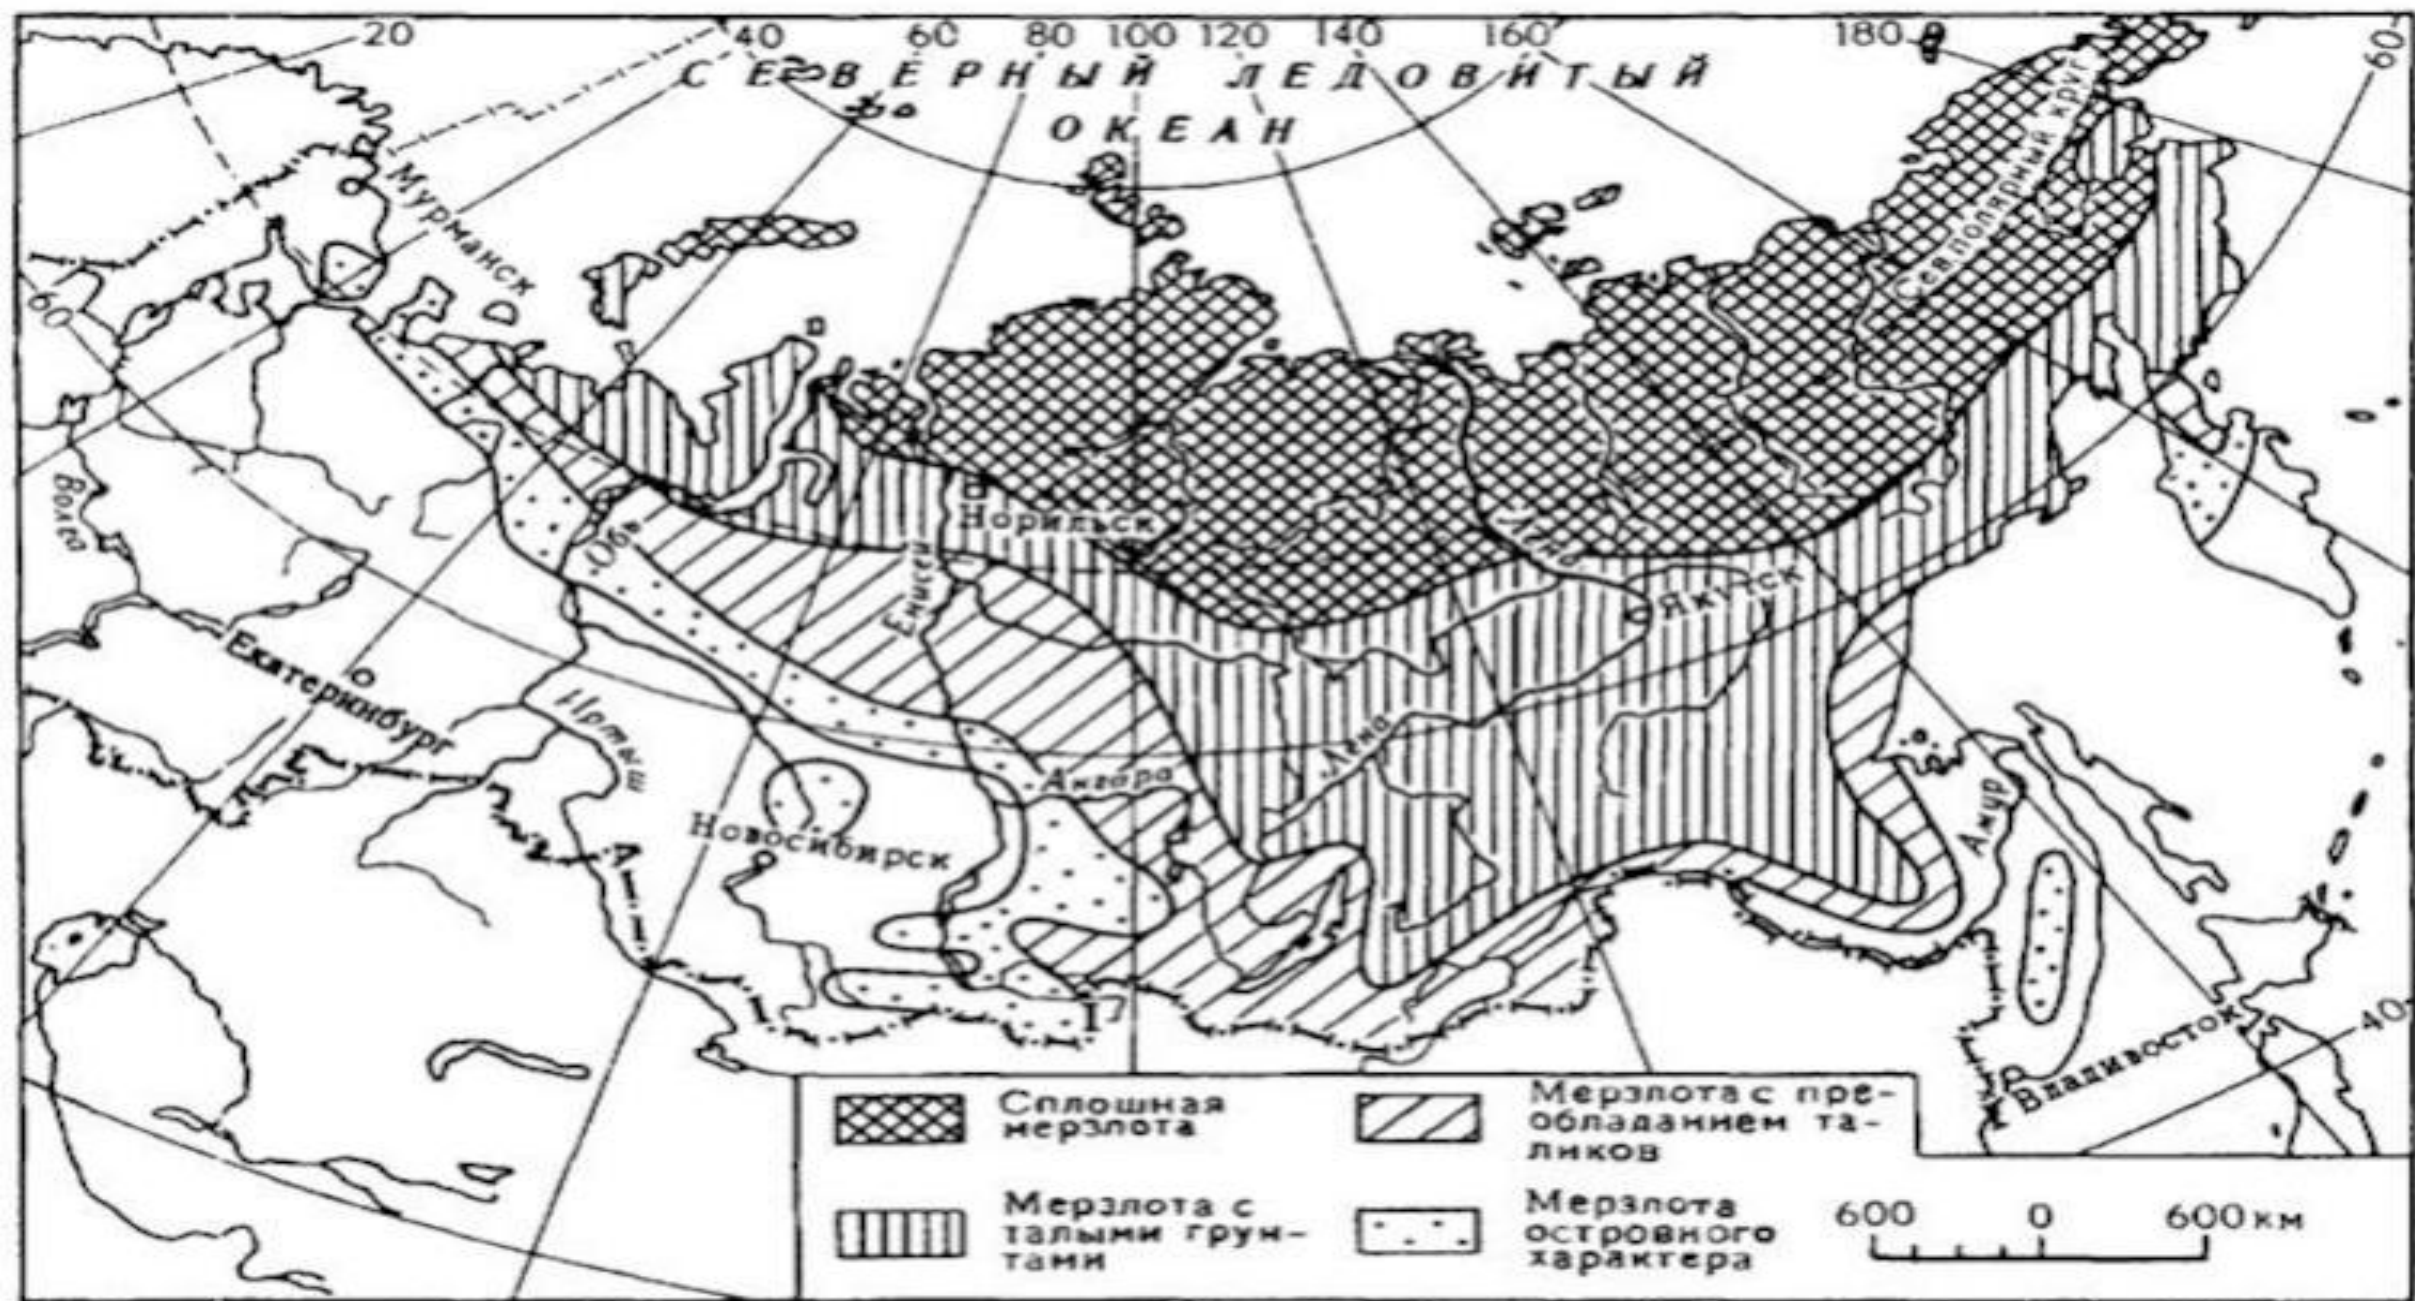 20
40
60
80
100
120
140
160
180
60
СЕВЕРНЫЙ ЛЕДОВИТЫЙ
ОКЕАН
Сев.полярный круг
Мурманск
60
Волга
Обь
Енисей
Норильск
Лена
Якутск
Екатеринбург
Иртыш
Ангара
Лена
Новосибирск
Амур
40
Владивосток
Сплошная
мерзлота
Мерзлота с пре-
обладанием та-
ликов
Мерзлота с
талыми грун-
тами
Мерзлота
островного
характера
600 0 600 км